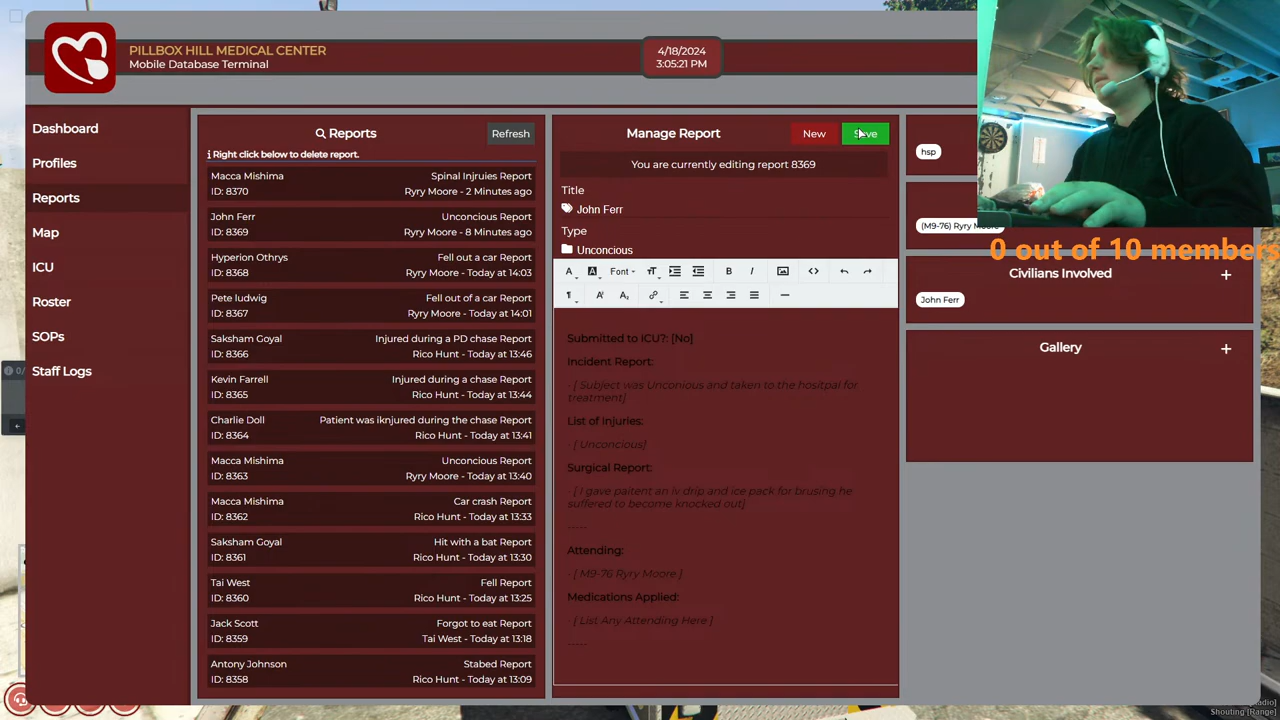 PILLBOX HILL MEDICAL CENTER
Mobile Database Terminal
4/18/2024
3:05:21 PM
Dashboard
Profiles
Reports
Map
ICU
Roster
SOPs
Staff Logs
Reports
Refresh
Right click below to delete report.
Macca Mishima Spinal Injruies Report
ID: 8370 Ryry Moore - 2 Minutes ago
John Ferr Unconcious Report
ID: 8369 Ryry Moore - 8 Minutes ago
Hyperion Othrys Fell out a car Report
ID: 8368 Ryry Moore - Today at 14:03
Pete ludwig Fell out of a car Report
ID: 8367 Ryry Moore - Today at 14:01
Saksham Goyal Injured during a PD chase Report
ID: 8366 Rico Hunt - Today at 13:46
Kevin Farrell Injured during a chase Report
ID: 8365 Rico Hunt - Today at 13:44
Charlie Doll Patient was iknjured during the chase Report
ID: 8364 Rico Hunt - Today at 13:41
Macca Mishima Unconcious Report
ID: 8363 Ryry Moore - Today at 13:40
Macca Mishima Car crash Report
ID: 8362 Rico Hunt - Today at 13:33
Saksham Goyal Hit with a bat Report
ID: 8361 Rico Hunt - Today at 13:30
Tai West Fell Report
ID: 8360 Rico Hunt - Today at 13:25
Jack Scott Forgot to eat Report
ID: 8359 Tai West - Today at 13:18
Antony Johnson Stabed Report
ID: 8358 Rico Hunt - Today at 13:09
Manage Report
New
Save
You are currently editing report 8369
Title
John Ferr
Type
Unconcious
Font
B I
Submitted to ICU?: [No]
Incident Report:
· [ Subject was Unconious and taken to the hositpal for
treatment]
List of Injuries:
· [ Unconcious]
Surgical Report:
· [ I gave paitent an iv drip and ice pack for brusing he
suffered to become knocked out]
-----
Attending:
· [ M9-76 Ryry Moore ]
Medications Applied:
· [ List Any Attending Here ]
-----
hsp
(M9-76) Ryry Moore
0 out of 10 members
Civilians Involved +
John Ferr
Gallery +
Shouting [Range]